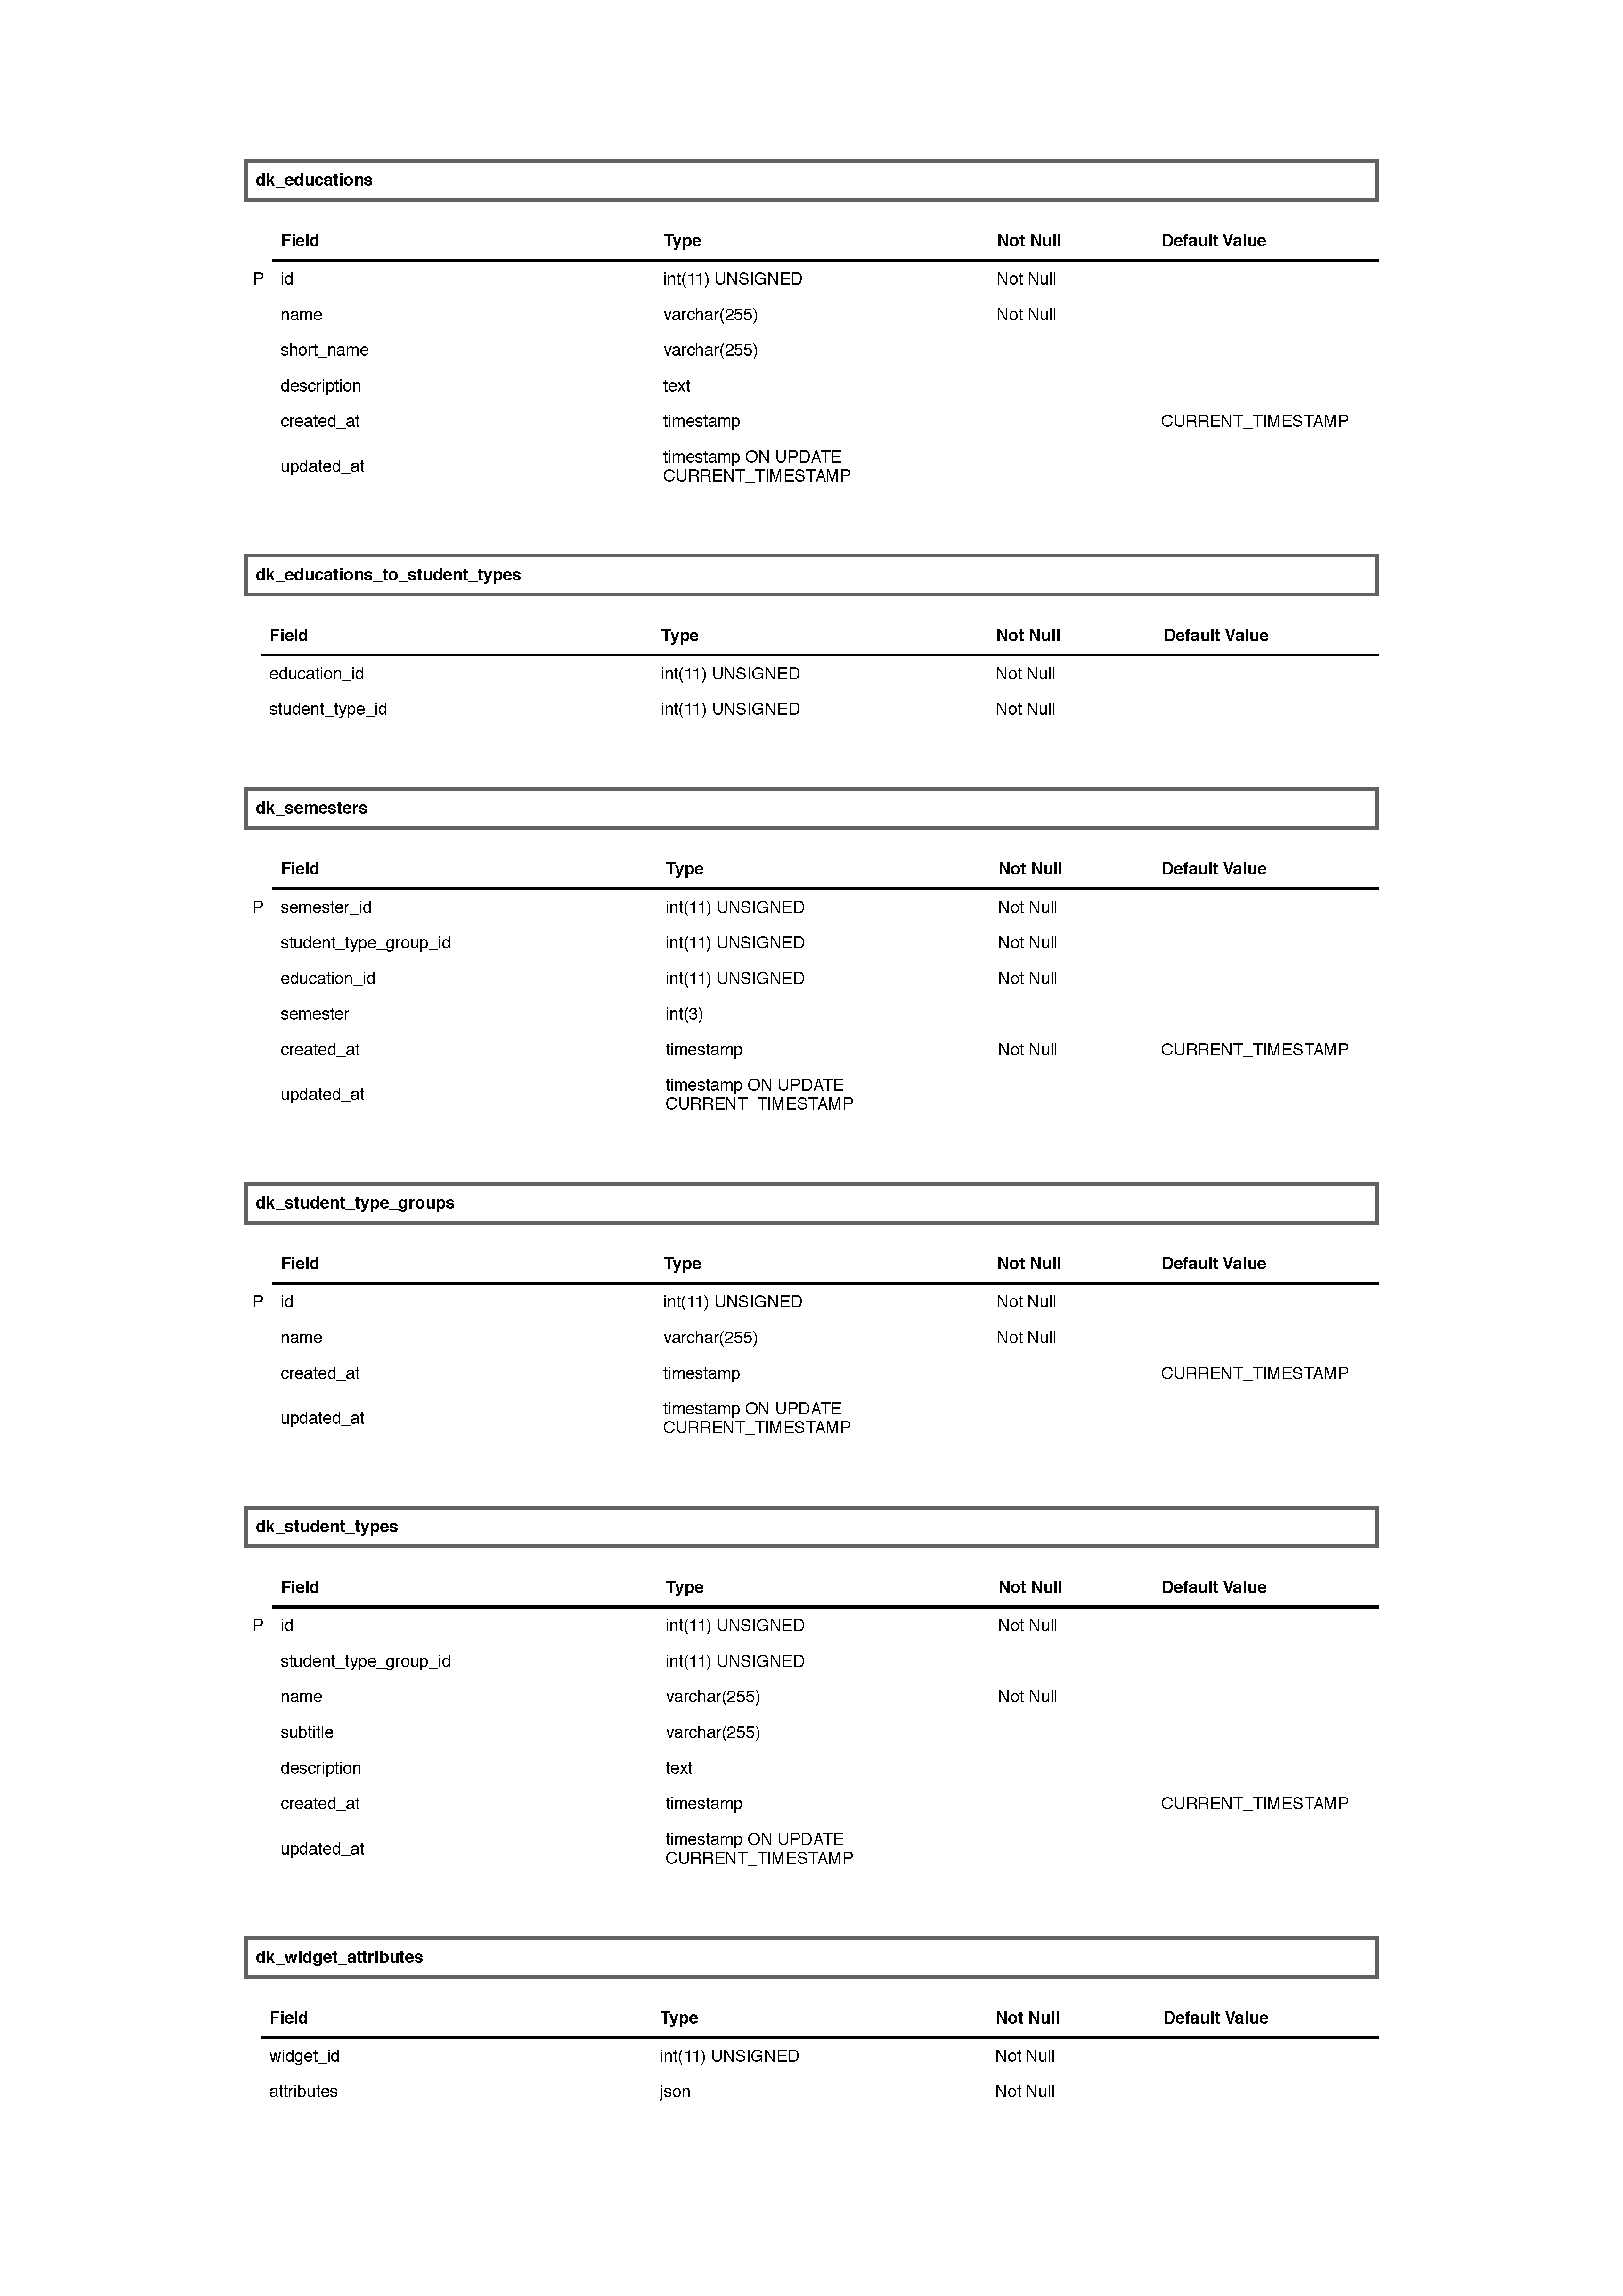 dk_educations
Field Type Not Null Default Value
P id int(11) UNSIGNED Not Null
name varchar(255) Not Null
short_name varchar(255)
description text
created_at timestamp CURRENT_TIMESTAMP
updated_at timestamp ON UPDATE
CURRENT_TIMESTAMP
dk_educations_to_student_types
Field Type Not Null Default Value
education_id int(11) UNSIGNED Not Null
student_type_id int(11) UNSIGNED Not Null
dk_semesters
Field Type Not Null Default Value
P semester_id int(11) UNSIGNED Not Null
student_type_group_id int(11) UNSIGNED Not Null
education_id int(11) UNSIGNED Not Null
semester int(3)
created_at timestamp Not Null CURRENT_TIMESTAMP
updated_at timestamp ON UPDATE
CURRENT_TIMESTAMP
dk_student_type_groups
Field Type Not Null Default Value
P id int(11) UNSIGNED Not Null
name varchar(255) Not Null
created_at timestamp CURRENT_TIMESTAMP
updated_at timestamp ON UPDATE
CURRENT_TIMESTAMP
dk_student_types
Field Type Not Null Default Value
P id int(11) UNSIGNED Not Null
student_type_group_id int(11) UNSIGNED
name varchar(255) Not Null
subtitle varchar(255)
description text
created_at timestamp CURRENT_TIMESTAMP
updated_at timestamp ON UPDATE
CURRENT_TIMESTAMP
dk_widget_attributes
Field Type Not Null Default Value
widget_id int(11) UNSIGNED Not Null
attributes json Not Null